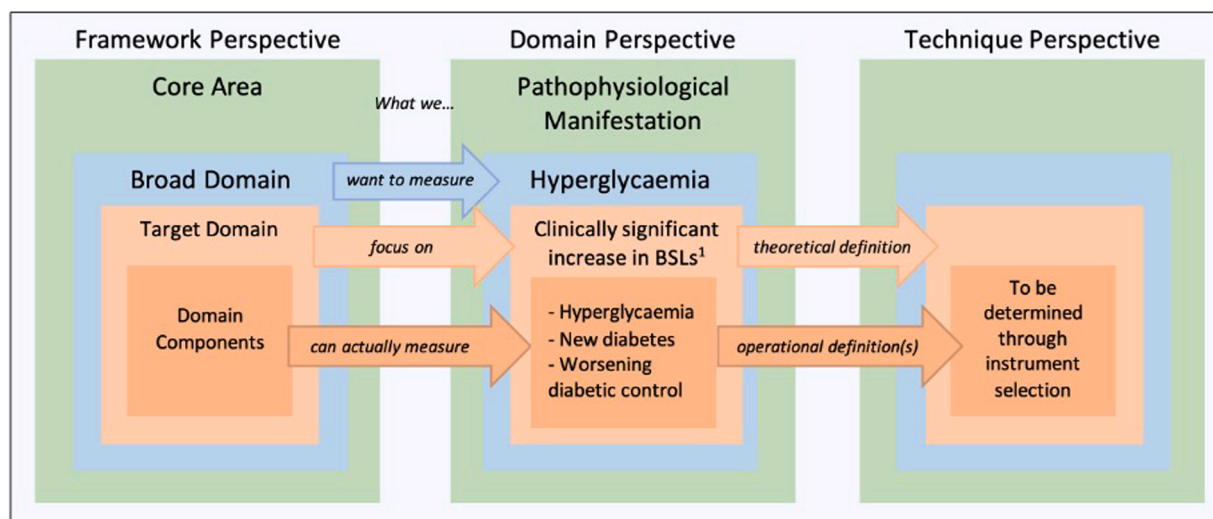 Framework Perspective
Domain Perspective
Technique Perspective
Core Area
What we...
Pathophysiological
Manifestation
Broad Domain
want to measure
Hyperglycaemia
Target Domain
focus on
Clinically significant
increase in BSLs¹
theoretical definition
Domain
Components
can actually measure
- Hyperglycaemia
- New diabetes
- Worsening
diabetic control
operational definition(s)
To be
determined
through
instrument
selection